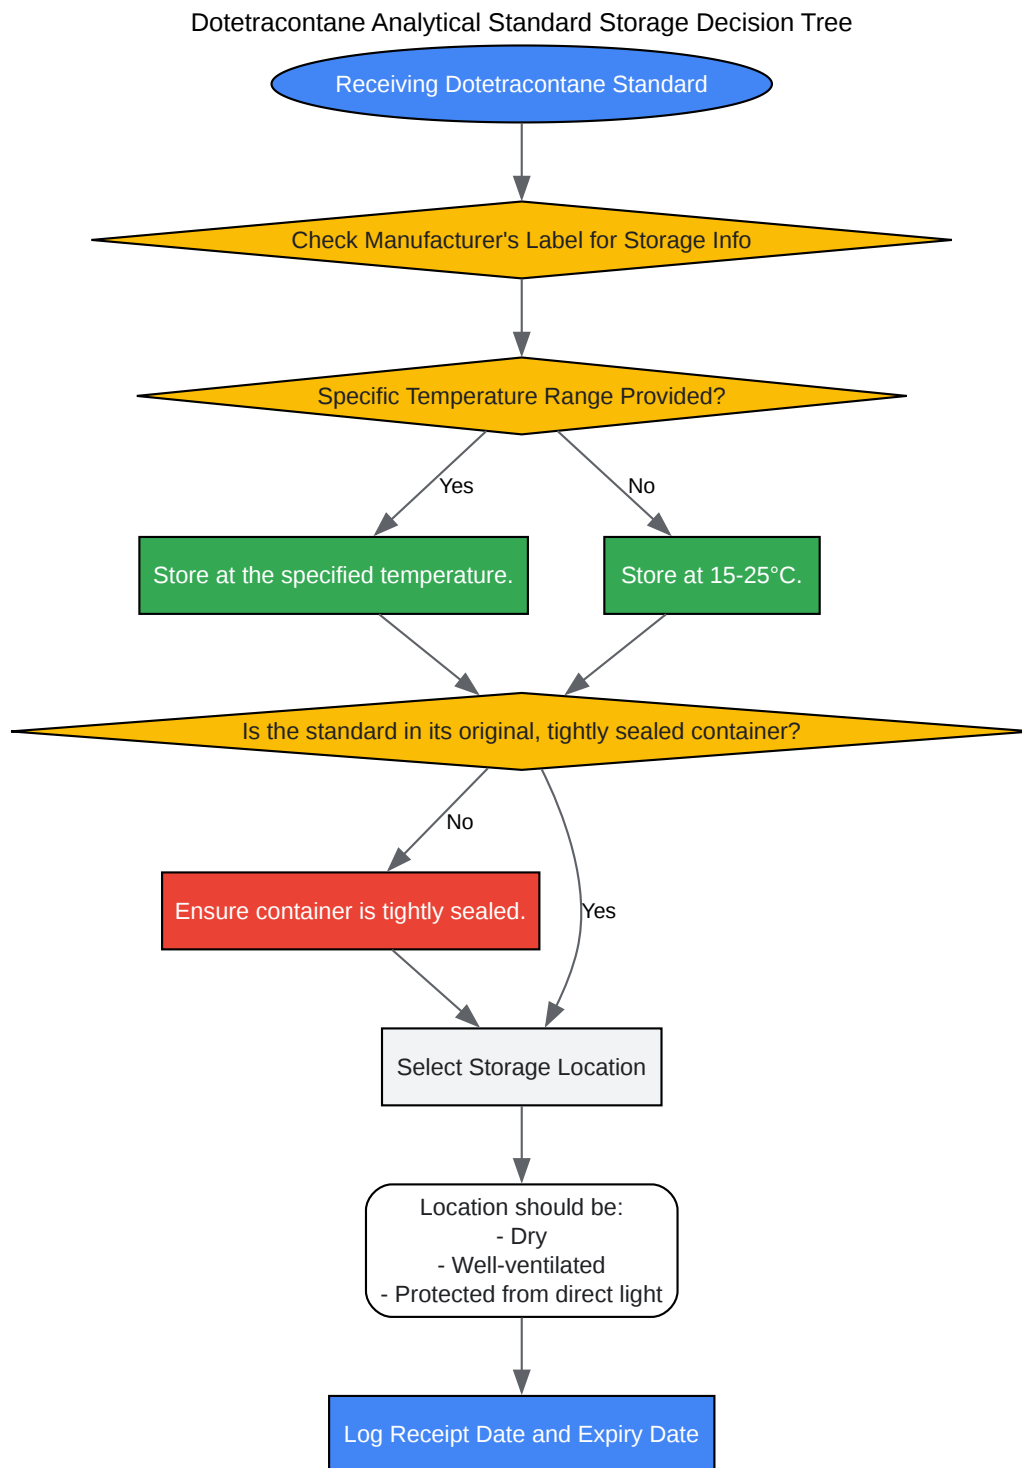 Dotetracontane Analytical Standard Storage Decision Tree
Receiving Dotetracontane Standard
Check Manufacturer's Label for Storage Info
Specific Temperature Range Provided?
Yes
No
Store at the specified temperature.
Store at 15-25°C.
Is the standard in its original, tightly sealed container?
No
Ensure container is tightly sealed.
Yes
Select Storage Location
Location should be:
- Dry
- Well-ventilated
- Protected from direct light
Log Receipt Date and Expiry Date